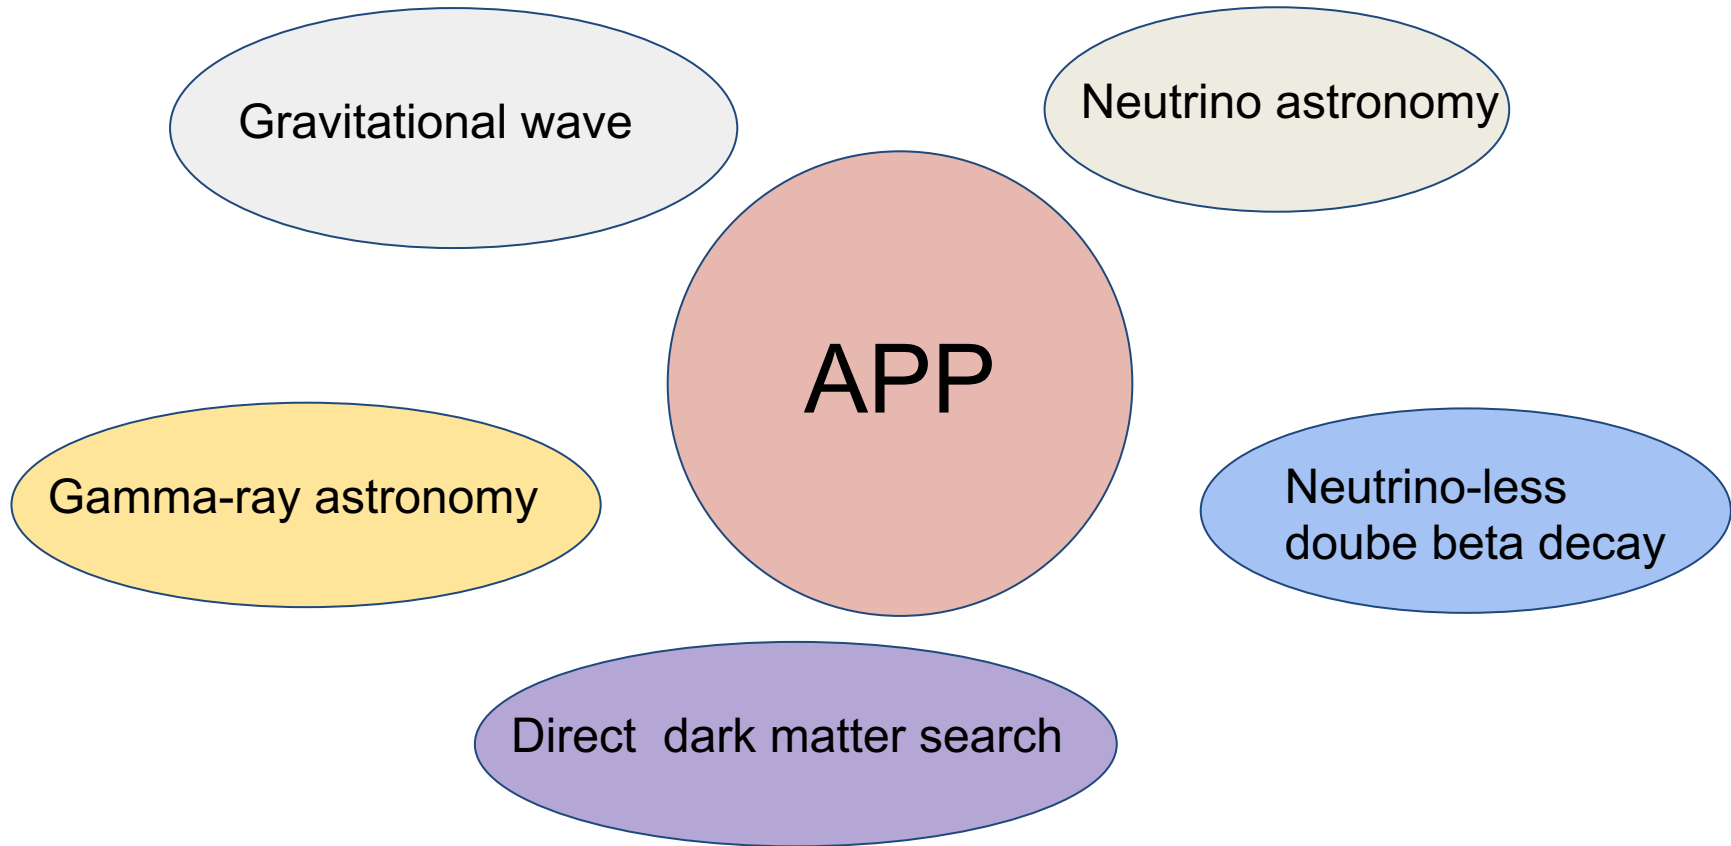 Gravitational wave
Neutrino astronomy
APP
Gamma-ray astronomy
Neutrino-less
doube beta decay
Direct  dark matter search